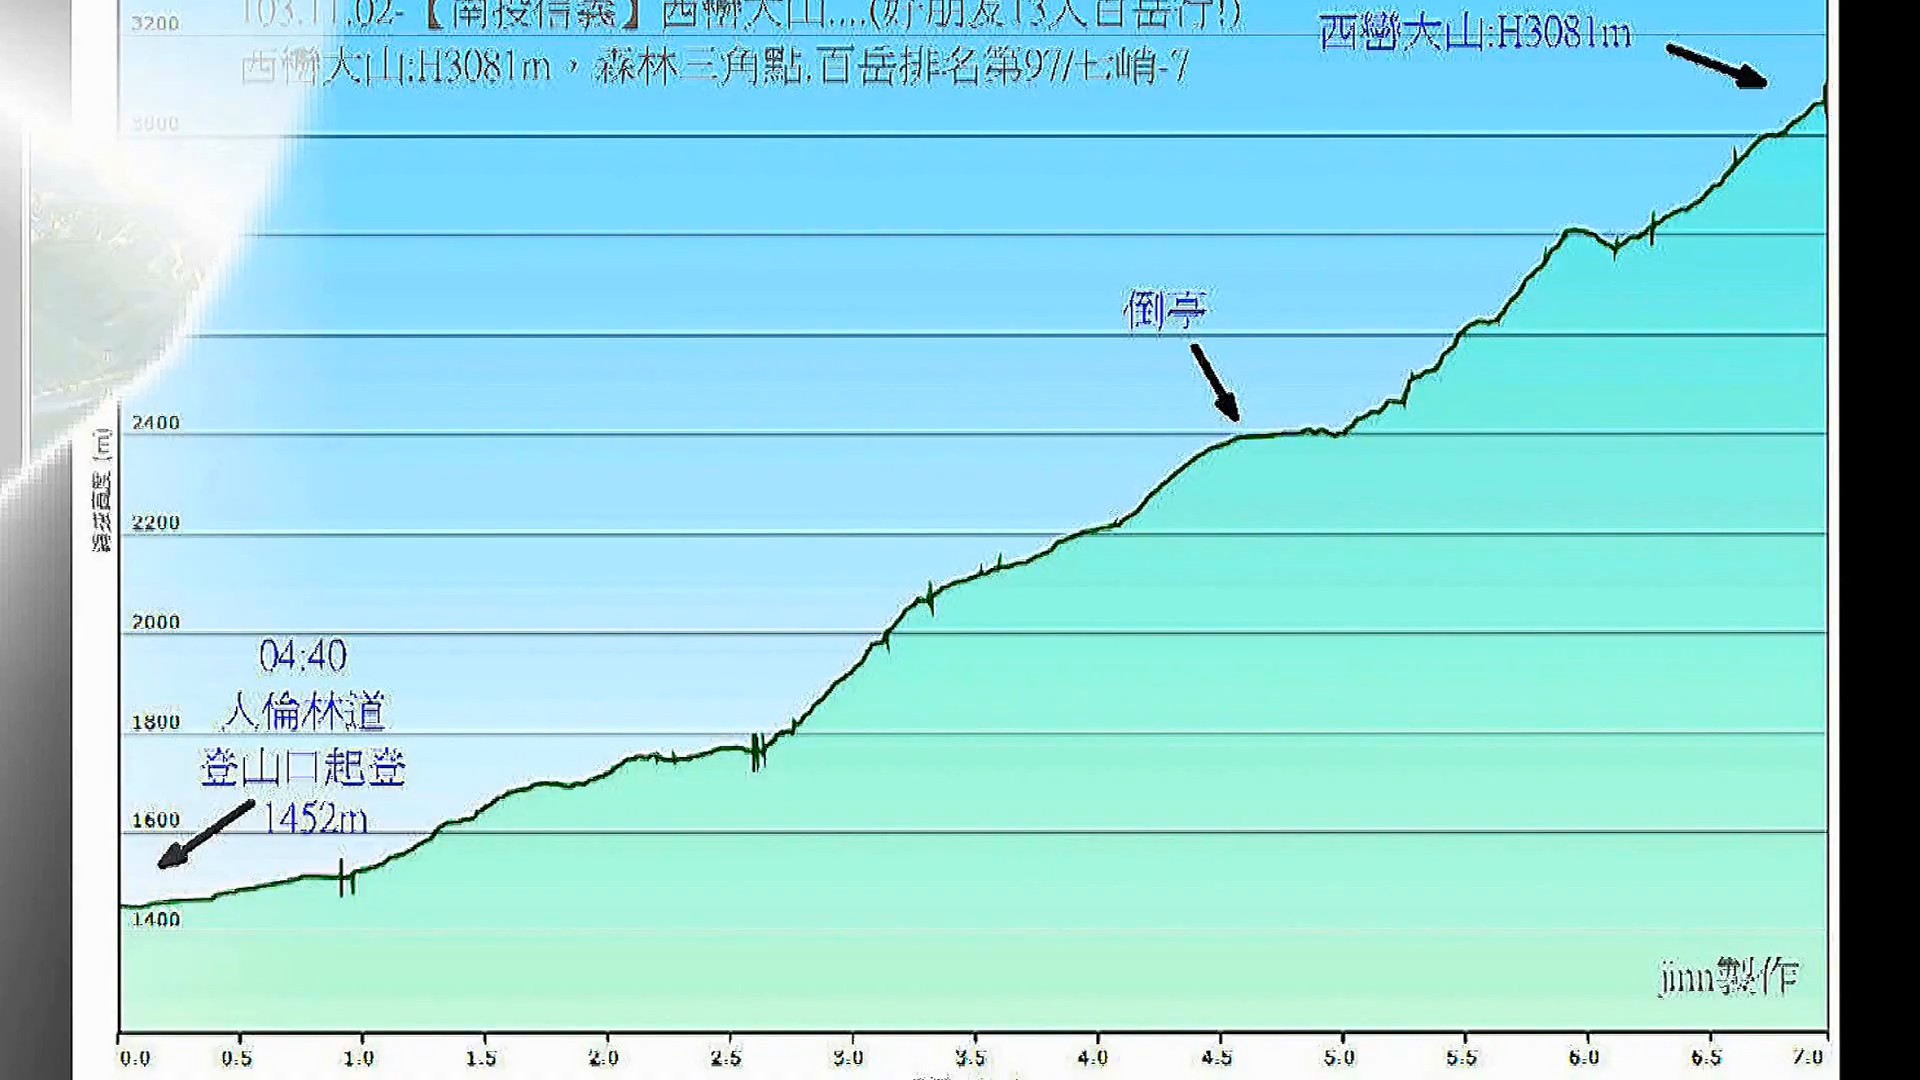 103.11.02-【南投信義】西巒大山....(好朋友13人百岳行!)
西巒大山:H3081m，森林三角點.百岳排名第97/七峭-7
西巒大山:H3081m
倒亭
04:40
人倫林道
登山口起登
1452m
海拔高度 (m)
3200
3000
2400
2200
2000
1800
1600
1400
jinn製作
0.0 0.5 1.0 1.5 2.0 2.5 3.0 3.5 4.0 4.5 5.0 5.5 6.0 6.5 7.0